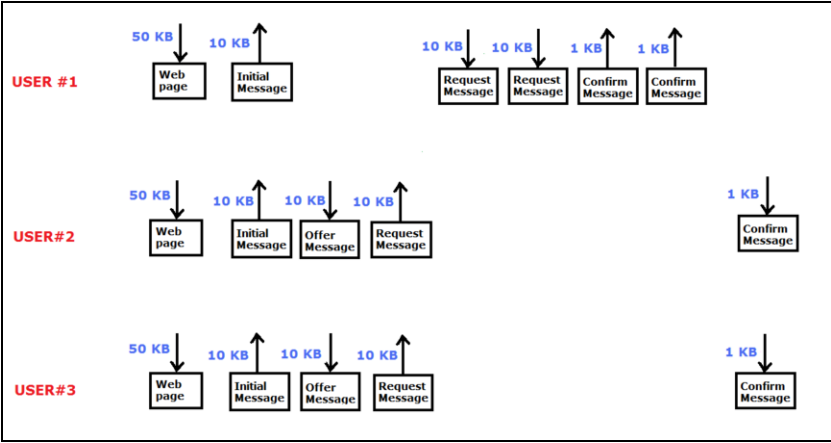 50 KB
10 KB
10 KB
10 KB
1 KB
1 KB
USER #1
Web
page
Initial
Message
Request
Message
Request
Message
Confirm
Message
Confirm
Message
50 KB
10 KB
10 KB
10 KB
1 KB
USER#2
Web
page
Initial
Message
Offer
Message
Request
Message
Confirm
Message
50 KB
10 KB
10 KB
10 KB
1 KB
USER#3
Web
page
Initial
Message
Offer
Message
Request
Message
Confirm
Message